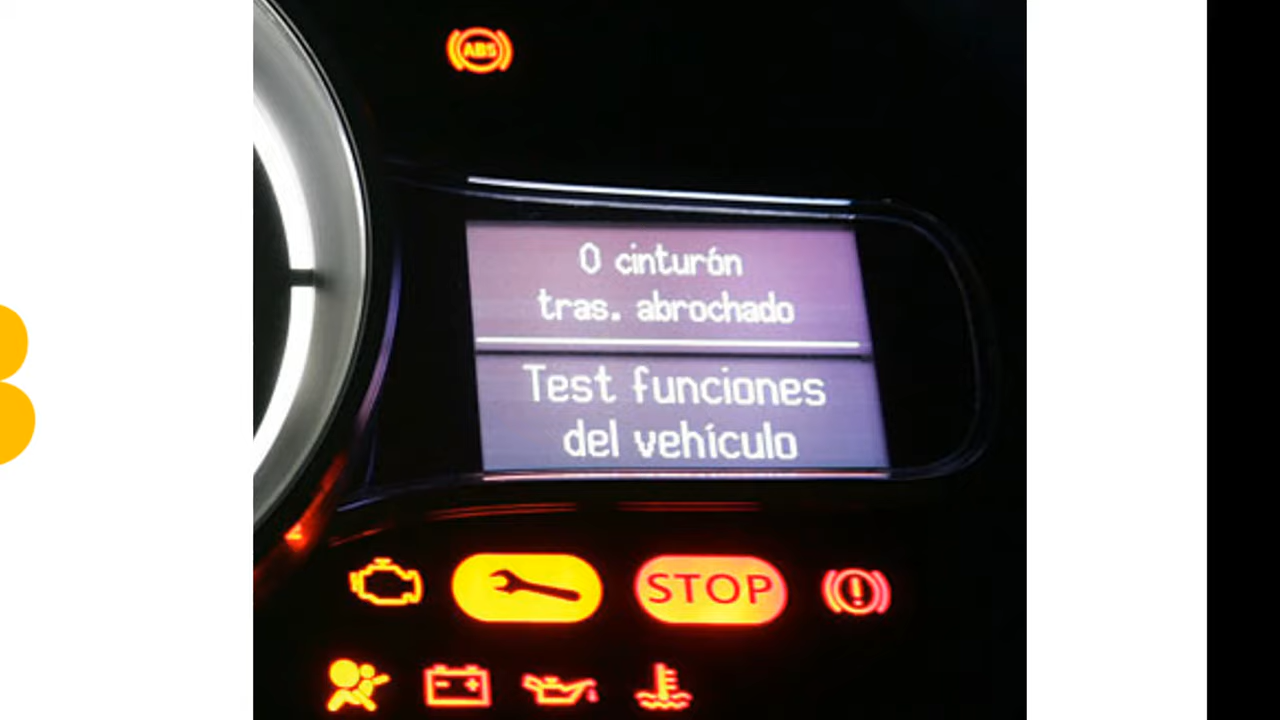 ABS
0 cinturón
tras. abrochado
Test funciones
del vehículo
STOP